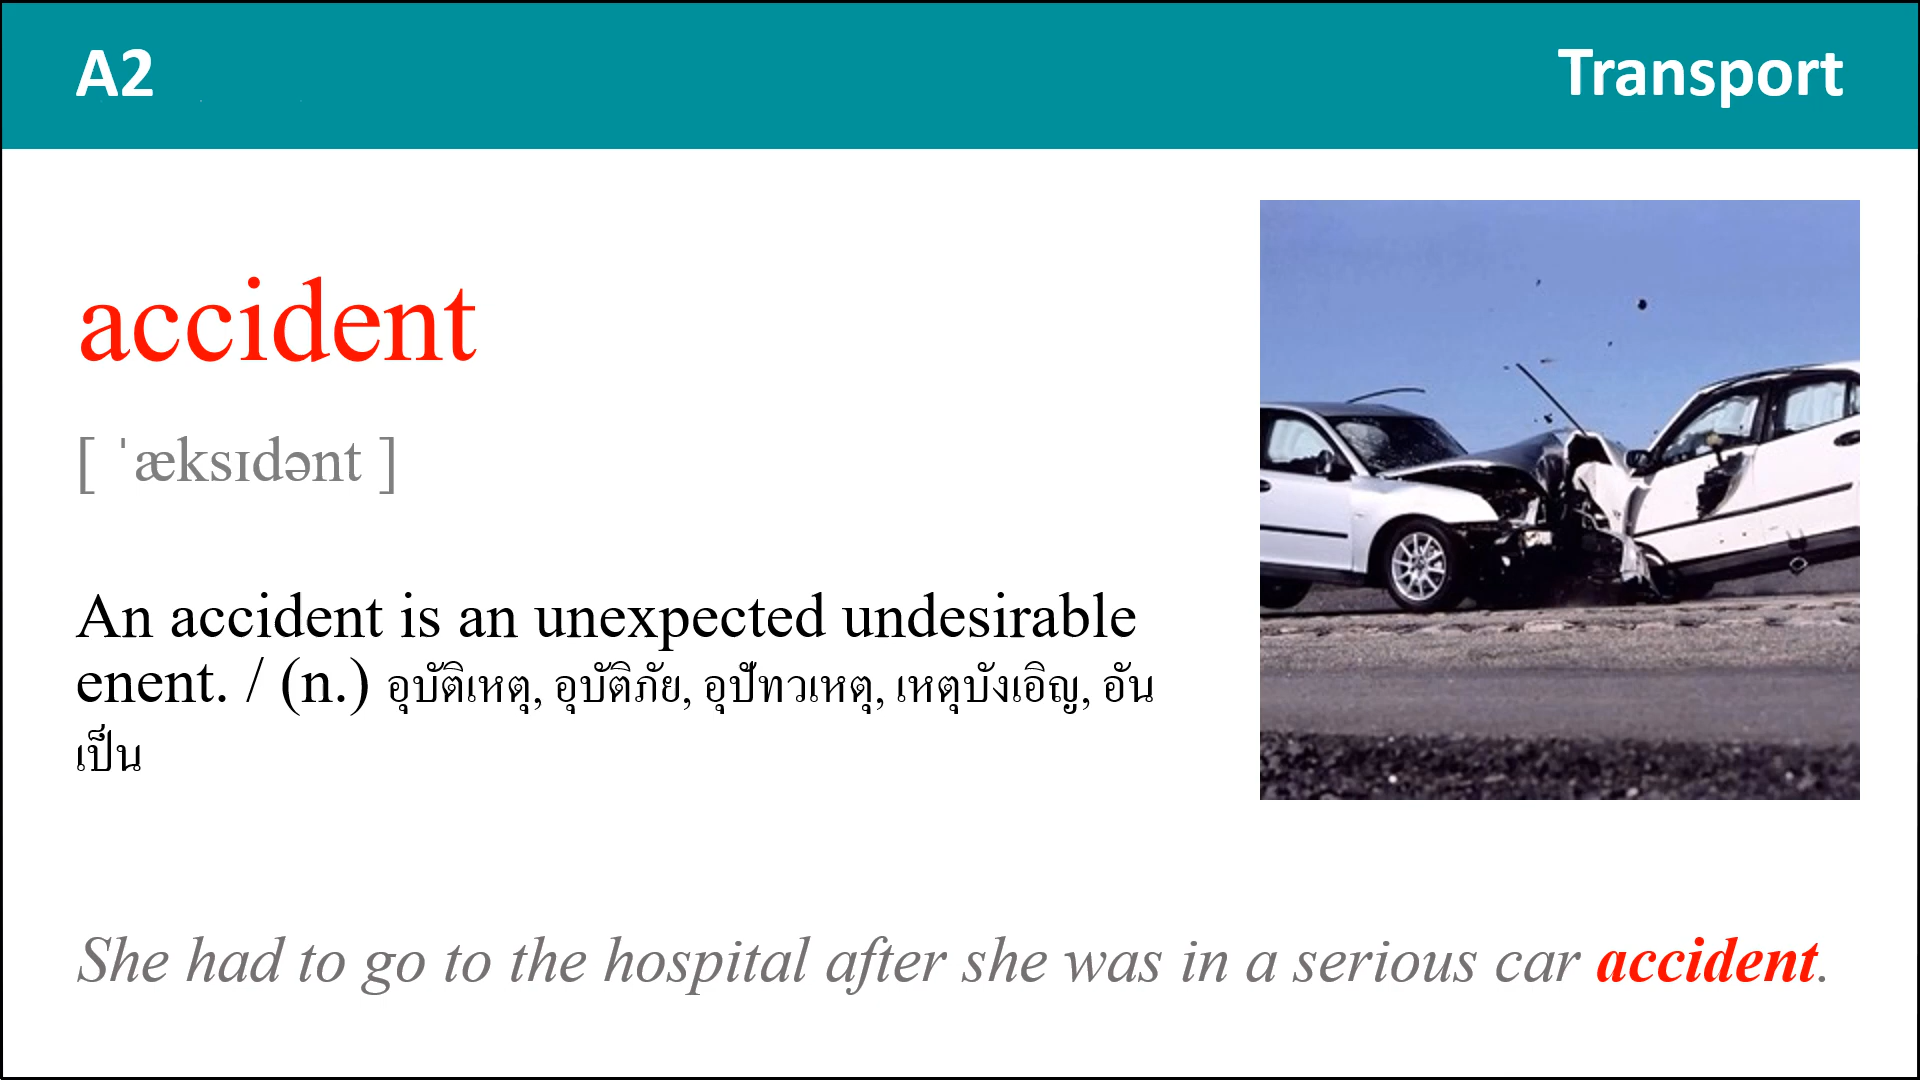 A2
Transport
accident
[ ˈæksɪdənt ]
An accident is an unexpected undesirable
enent. / (n.) อุบัติเหตุ, อุบัติภัย, อุปัทวเหตุ, เหตุบังเอิญ, อัน
เป็น
She had to go to the hospital after she was in a serious car accident.